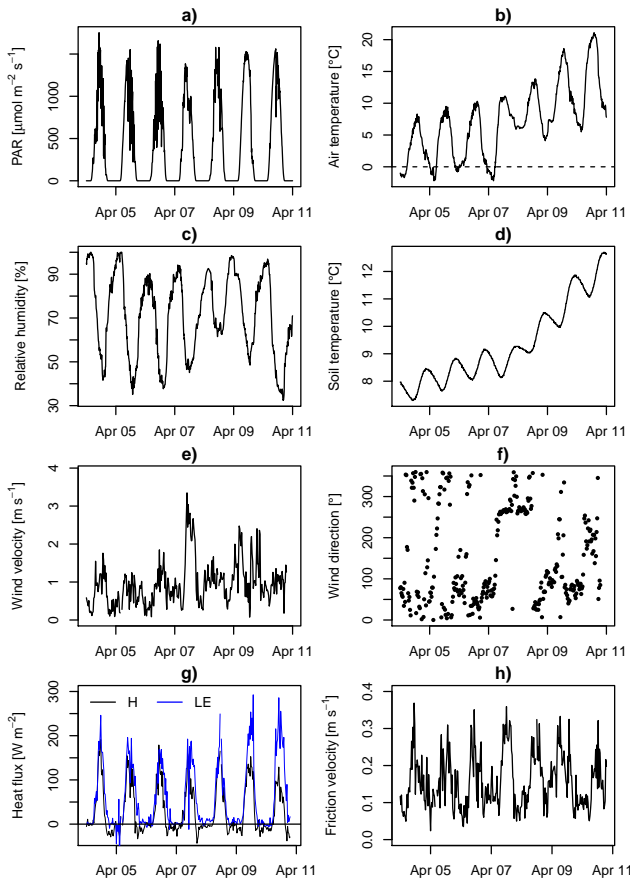 a)
PAR [μmol m⁻² s⁻¹]
0
500
1000
Apr 05
Apr 07
Apr 09
Apr 11
b)
Air temperature [°C]
0
5
10
15
20
Apr 05
Apr 07
Apr 09
Apr 11
c)
Relative humidity [%]
30
50
70
90
Apr 05
Apr 07
Apr 09
Apr 11
d)
Soil temperature [°C]
8
9
10
11
12
Apr 05
Apr 07
Apr 09
Apr 11
e)
Wind velocity [m s⁻¹]
0
1
2
3
4
Apr 05
Apr 07
Apr 09
Apr 11
f)
Wind direction [°]
0
100
200
300
Apr 05
Apr 07
Apr 09
Apr 11
g)
Heat flux [W m⁻²]
0
100
200
300
H
LE
Apr 05
Apr 07
Apr 09
Apr 11
h)
Friction velocity [m s⁻¹]
0.0
0.1
0.2
0.3
0.4
Apr 05
Apr 07
Apr 09
Apr 11